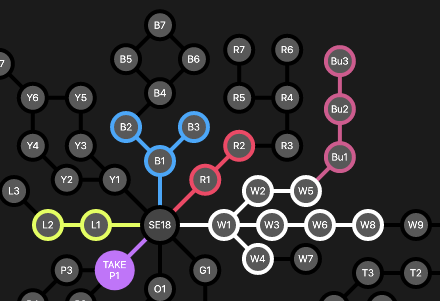 B7
R7 R6
B5 B6
Bu3
7
Y6 Y5
B4
R5 R4
Bu2
B2 B3
Y4 Y3
R2 R3
B1
Bu1
Y2 Y1
R1
L3
W2 W5
L2 L1 SE18 W1 W3 W6 W8 W9
W4 W7
P3
TAKE
P1
G1
T3 T2
O1